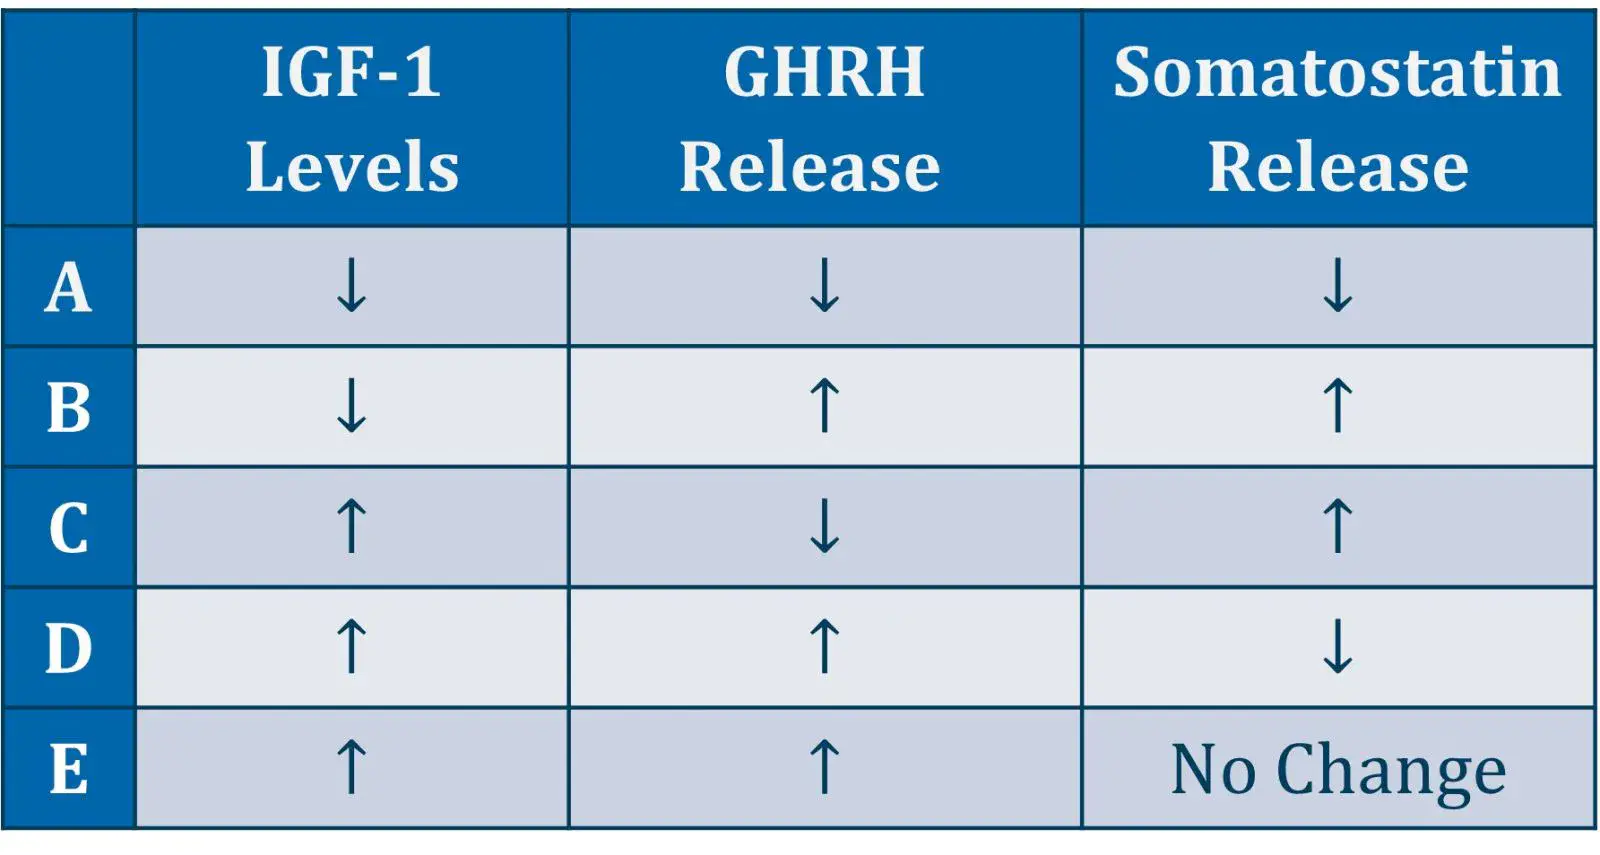 IGF-1 Levels GHRH Release Somatostatin Release
A ↓ ↓ ↓
B ↓ ↑ ↑
C ↑ ↓ ↑
D ↑ ↑ ↓
E ↑ ↑ No Change